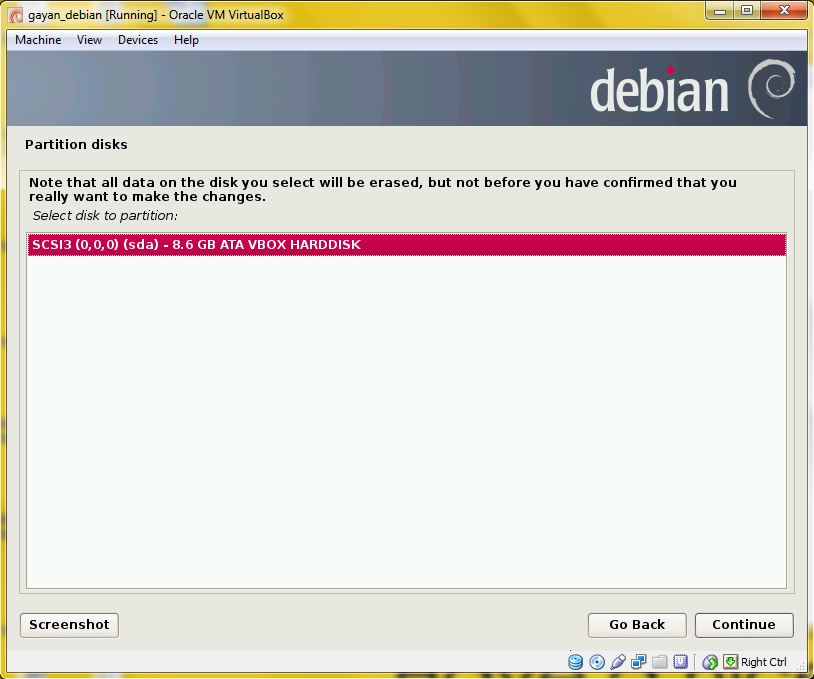 gayan_debian [Running] - Oracle VM VirtualBox
Machine View Devices Help
debian
Partition disks
Note that all data on the disk you select will be erased, but not before you have confirmed that you
really want to make the changes.
Select disk to partition:
SCSI3 (0,0,0) (sda) - 8.6 GB ATA VBOX HARDDISK
Screenshot
Go Back
Continue
Right Ctrl